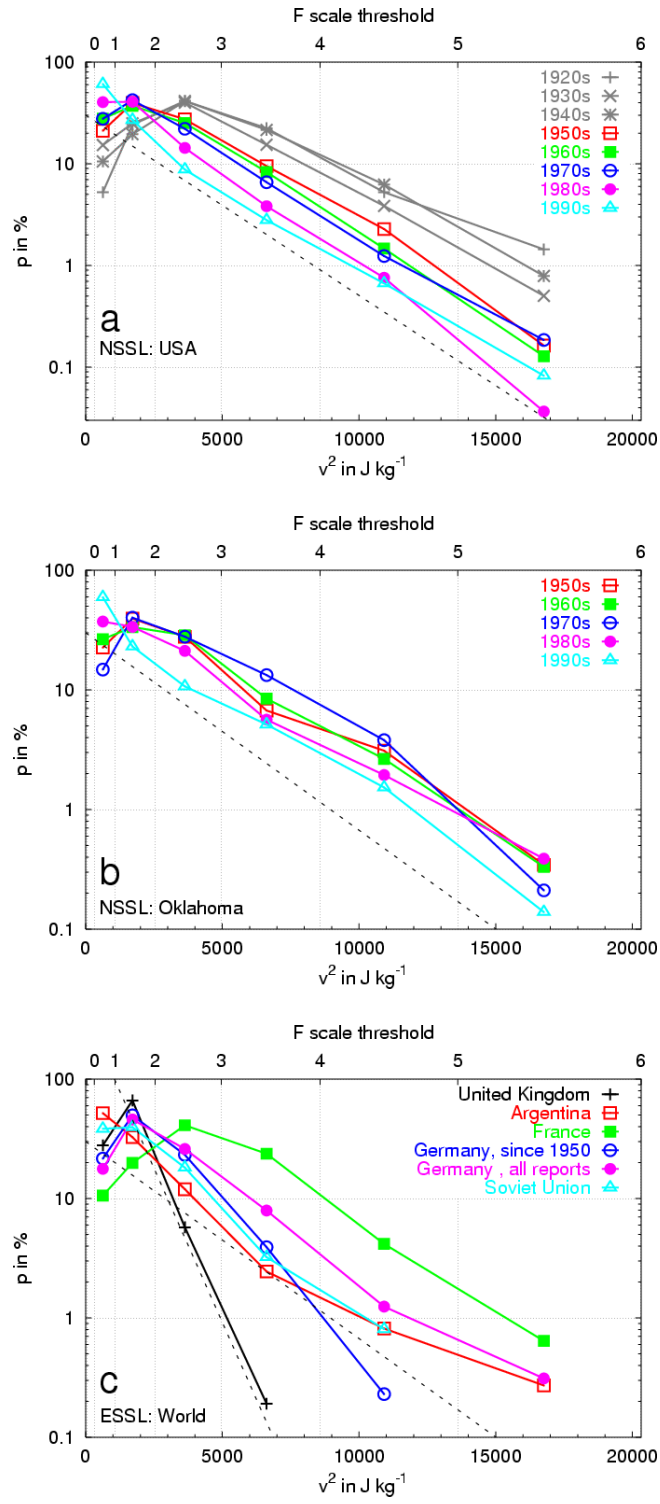 F scale threshold
0 1 2 3 4 5 6
100
10
1
0.1
p in %
1920s
1930s
1940s
1950s
1960s
1970s
1980s
1990s
a
NSSL: USA
0 5000 10000 15000 20000
v² in J kg⁻¹
F scale threshold
0 1 2 3 4 5 6
100
10
1
0.1
p in %
1950s
1960s
1970s
1980s
1990s
b
NSSL: Oklahoma
0 5000 10000 15000 20000
v² in J kg⁻¹
F scale threshold
0 1 2 3 4 5 6
100
10
1
0.1
p in %
United Kingdom
Argentina
France
Germany, since 1950
Germany , all reports
Soviet Union
c
ESSL: World
0 5000 10000 15000 20000
v² in J kg⁻¹